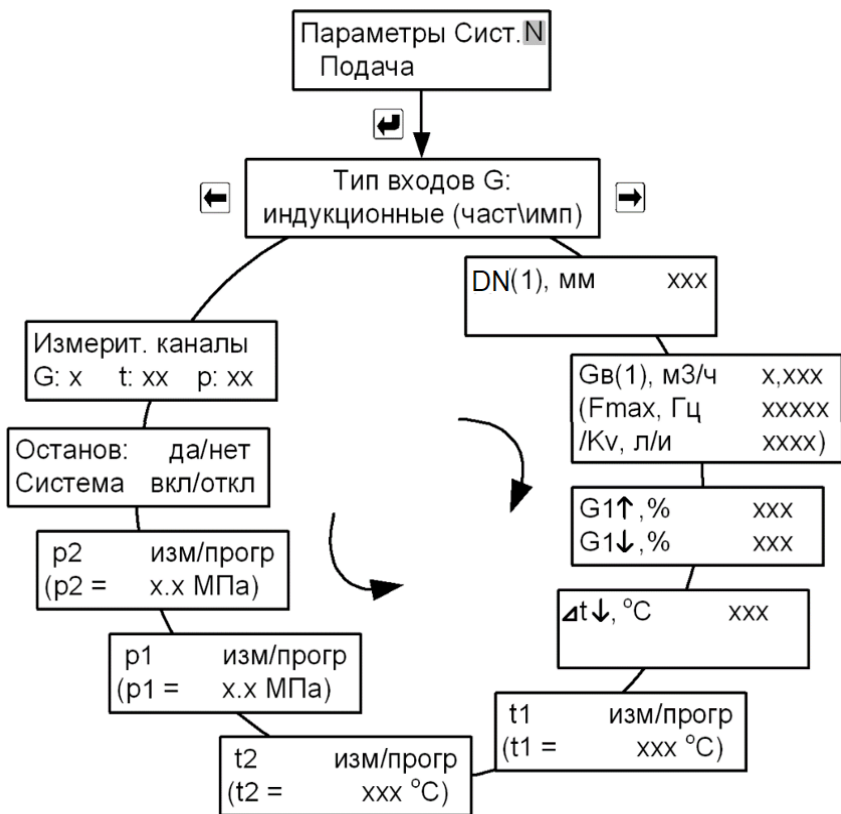 Параметры Сист. N
Подача
Тип входов G:
индукционные (част\имп)
DN(1), мм xxx
Gв(1), м3/ч x,xxx
(Fmax, Гц xxxxx
/Kv, л/и xxxx)
G1↑,% xxx
G1↓,% xxx
⊿t↓, °C xxx
t1 изм/прогр
(t1 = xxx °C)
t2 изм/прогр
(t2 = xxx °C)
p1 изм/прогр
(p1 = x.x МПа)
p2 изм/прогр
(p2 = x.x МПа)
Останов: да/нет
Система вкл/откл
Измерит. каналы
G: x t: xx p: xx